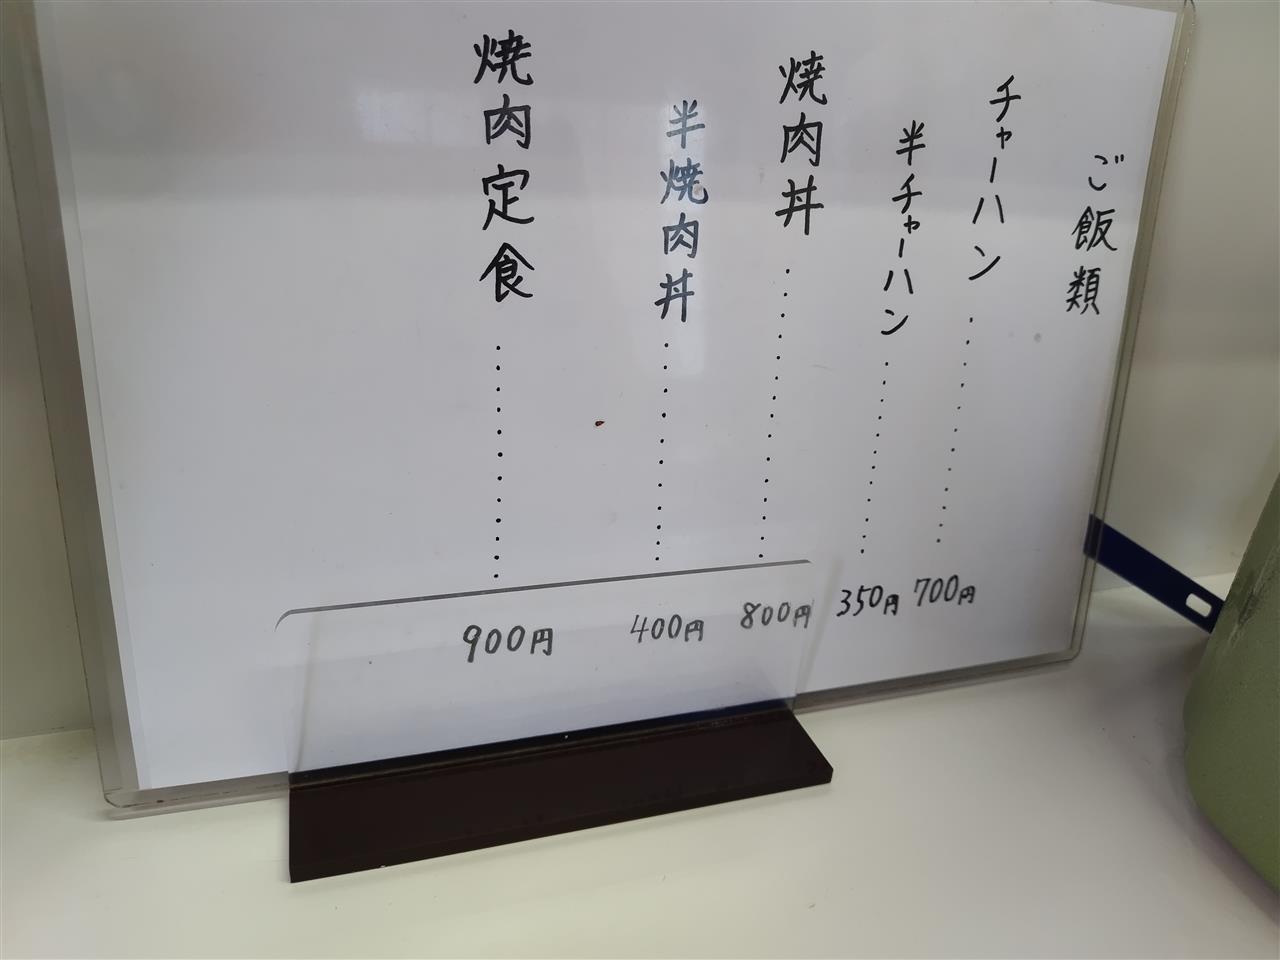 ご飯類
チャーハン・・・・・・・・・・・700円
半チャーハン・・・・・・・・・・350円
焼肉丼・・・・・・・・・・・・・・800円
半焼肉丼・・・・・・・・・・・400円
焼肉定食・・・・・・・・・・・・900円